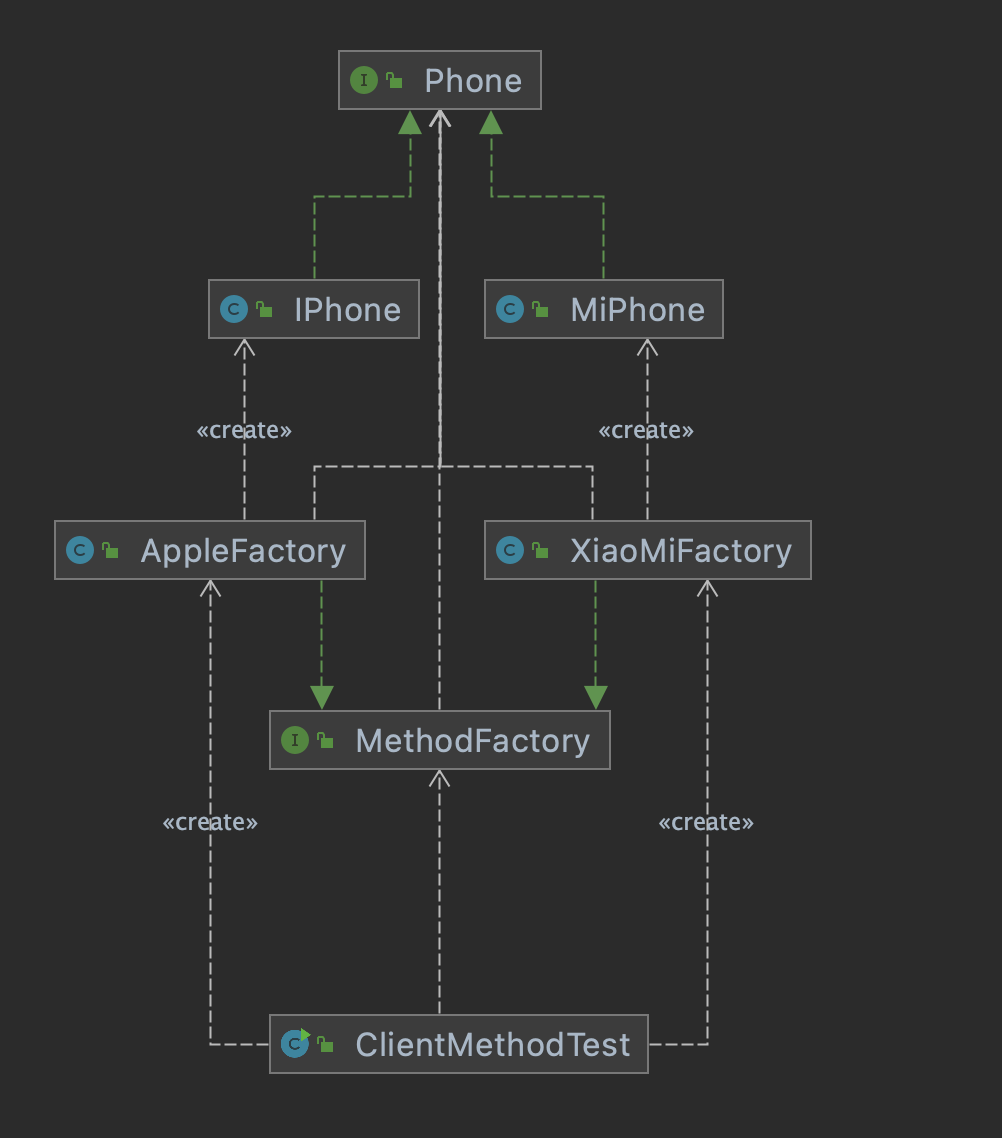 Phone
IPhone
MiPhone
«create»
«create»
AppleFactory
XiaoMiFactory
MethodFactory
«create»
«create»
ClientMethodTest